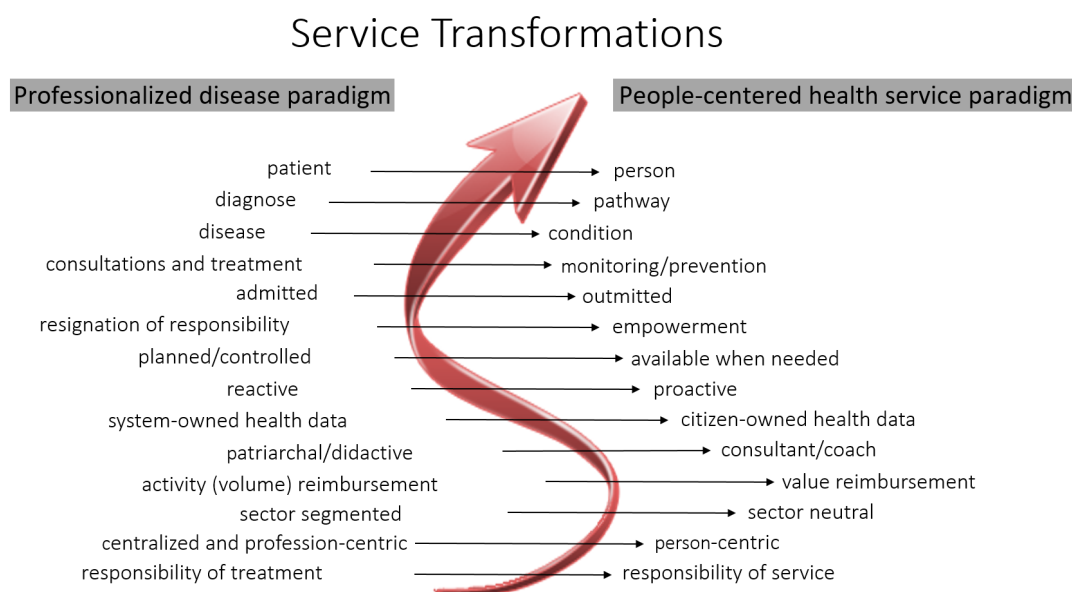 Service Transformations
Professionalized disease paradigm
People-centered health service paradigm
patient person
diagnose pathway
disease condition
consultations and treatment monitoring/prevention
admitted outmitted
resignation of responsibility empowerment
planned/controlled available when needed
reactive proactive
system-owned health data citizen-owned health data
patriarchal/didactive consultant/coach
activity (volume) reimbursement value reimbursement
sector segmented sector neutral
centralized and profession-centric person-centric
responsibility of treatment responsibility of service